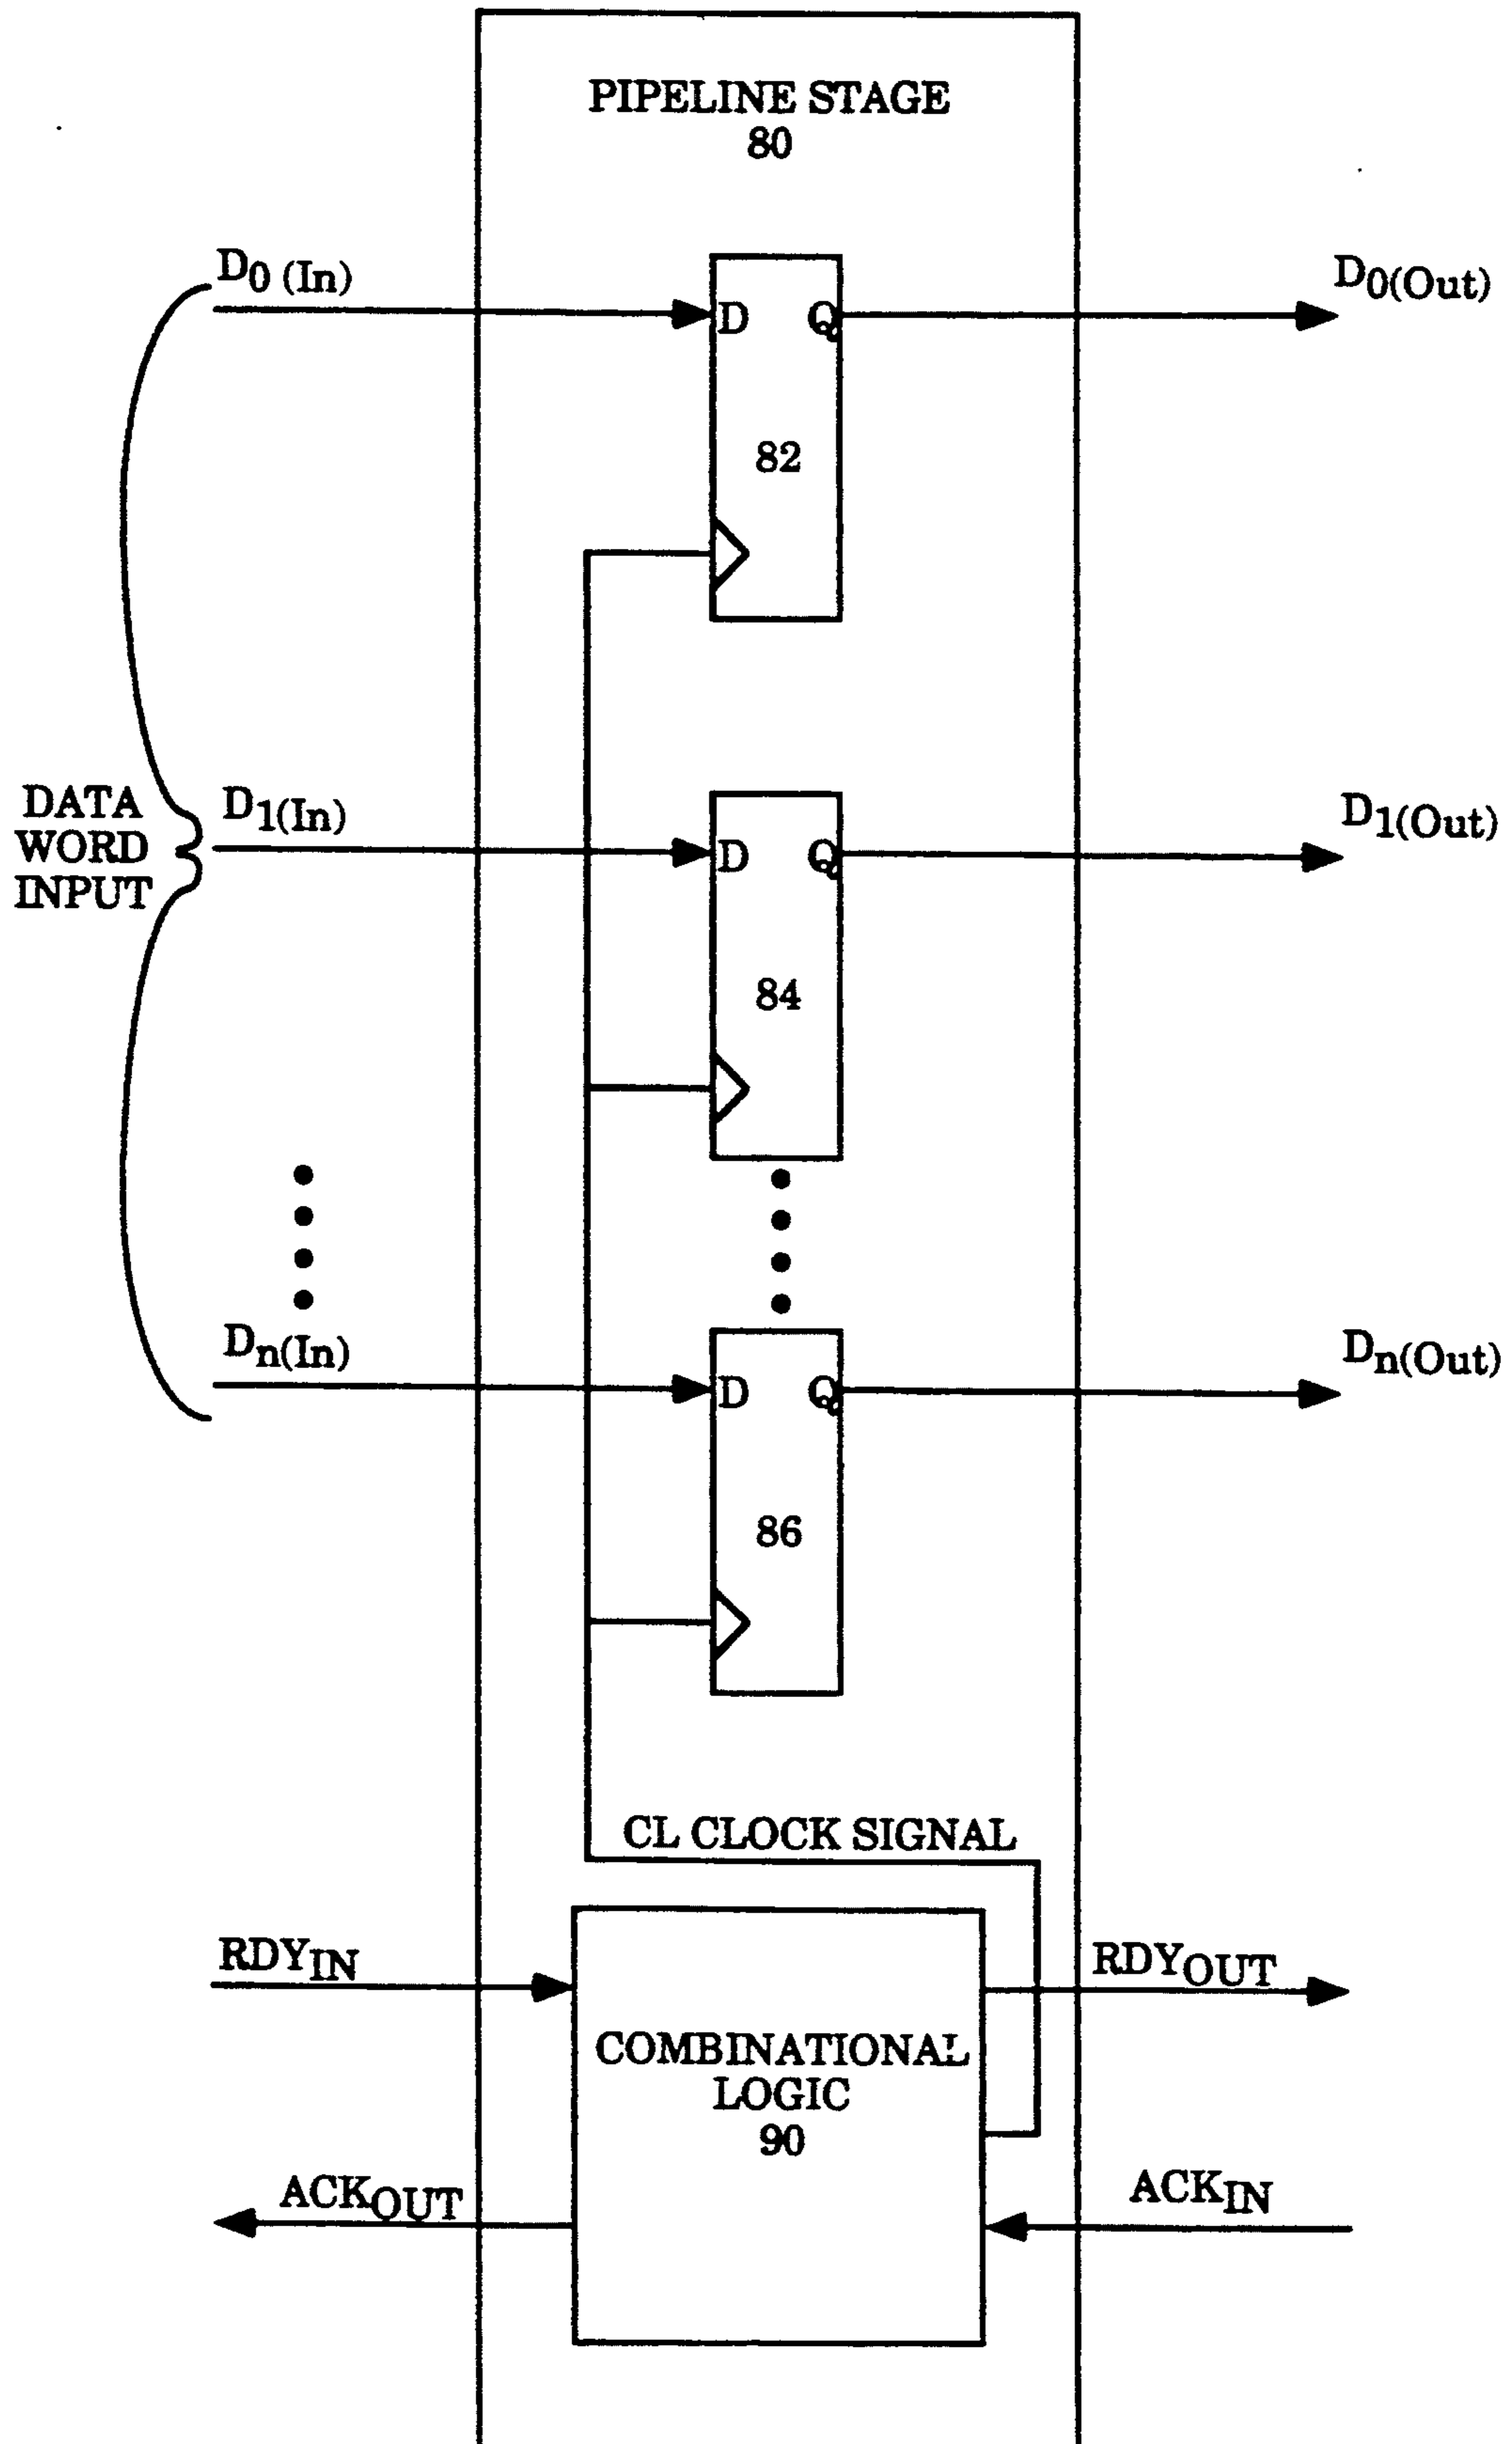 PIPELINE STAGE
80
D0 (In)
D0(Out)
D Q
82
DATA
WORD
INPUT
D1(In)
D1(Out)
D Q
84
Dn(In)
Dn(Out)
D Q
86
CL CLOCK SIGNAL
RDYIN
RDYOUT
COMBINATIONAL
LOGIC
90
ACKOUT
ACKIN